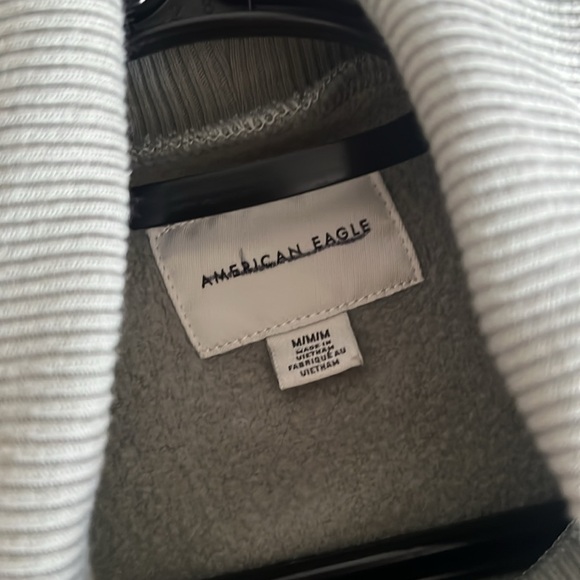 AMERICAN EAGLE
M/M/M
MADE IN
VIETNAM
FABRIQUÉ AU
VIETNAM